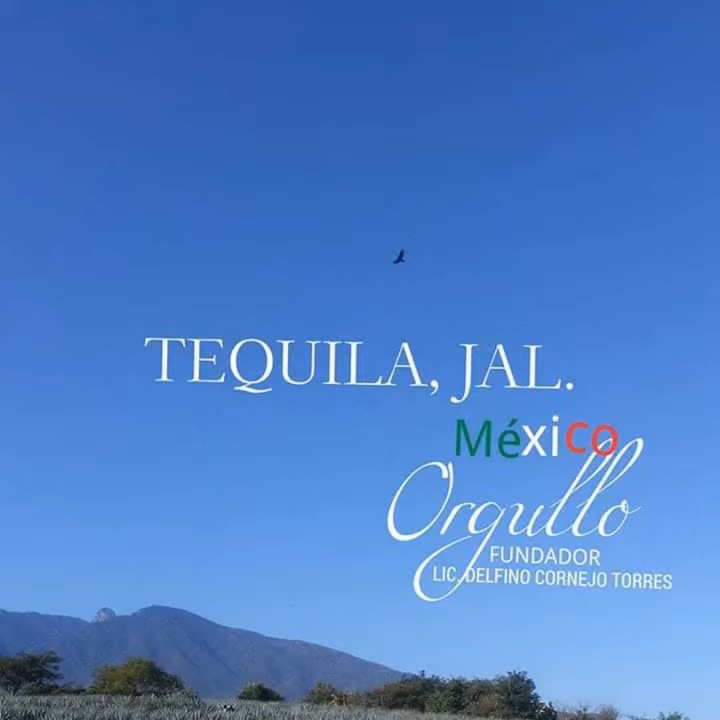 TEQUILA, JAL.
México
Orgullo
FUNDADOR
LIC. DELFINO CORNEJO TORRES